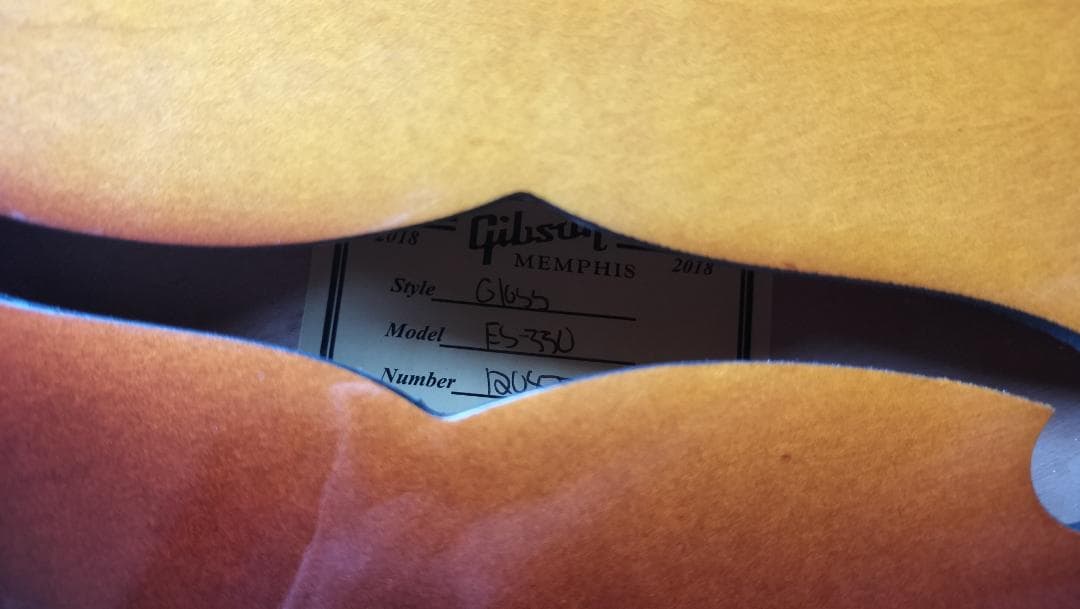 2018 Gibson 2018
MEMPHIS
Style Gloss
Model ES-330
Number